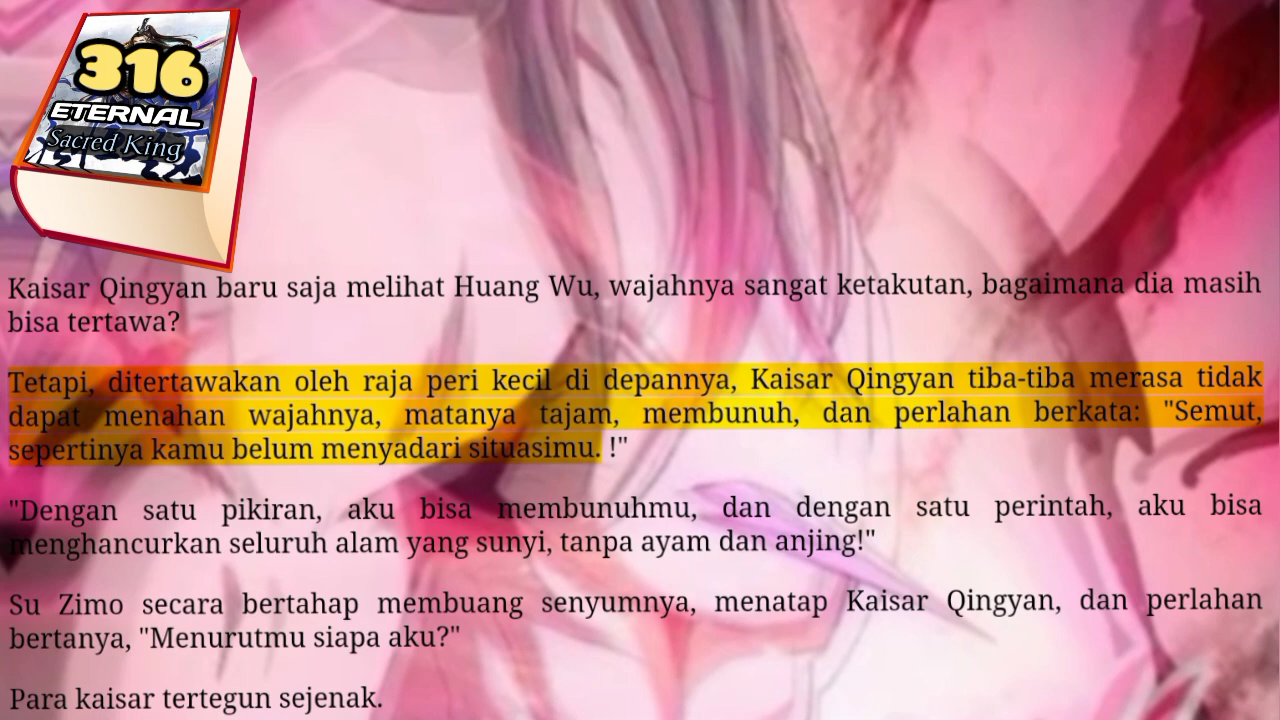 316
ETERNAL
Sacred King
Kaisar Qingyan baru saja melihat Huang Wu, wajahnya sangat ketakutan, bagaimana dia masih
bisa tertawa?
Tetapi, ditertawakan oleh raja peri kecil di depannya, Kaisar Qingyan tiba-tiba merasa tidak
dapat menahan wajahnya, matanya tajam, membunuh, dan perlahan berkata: "Semut,
sepertinya kamu belum menyadari situasimu. !"
"Dengan satu pikiran, aku bisa membunuhmu, dan dengan satu perintah, aku bisa
menghancurkan seluruh alam yang sunyi, tanpa ayam dan anjing!"
Su Zimo secara bertahap membuang senyumnya, menatap Kaisar Qingyan, dan perlahan
bertanya, "Menurutmu siapa aku?"
Para kaisar tertegun sejenak.